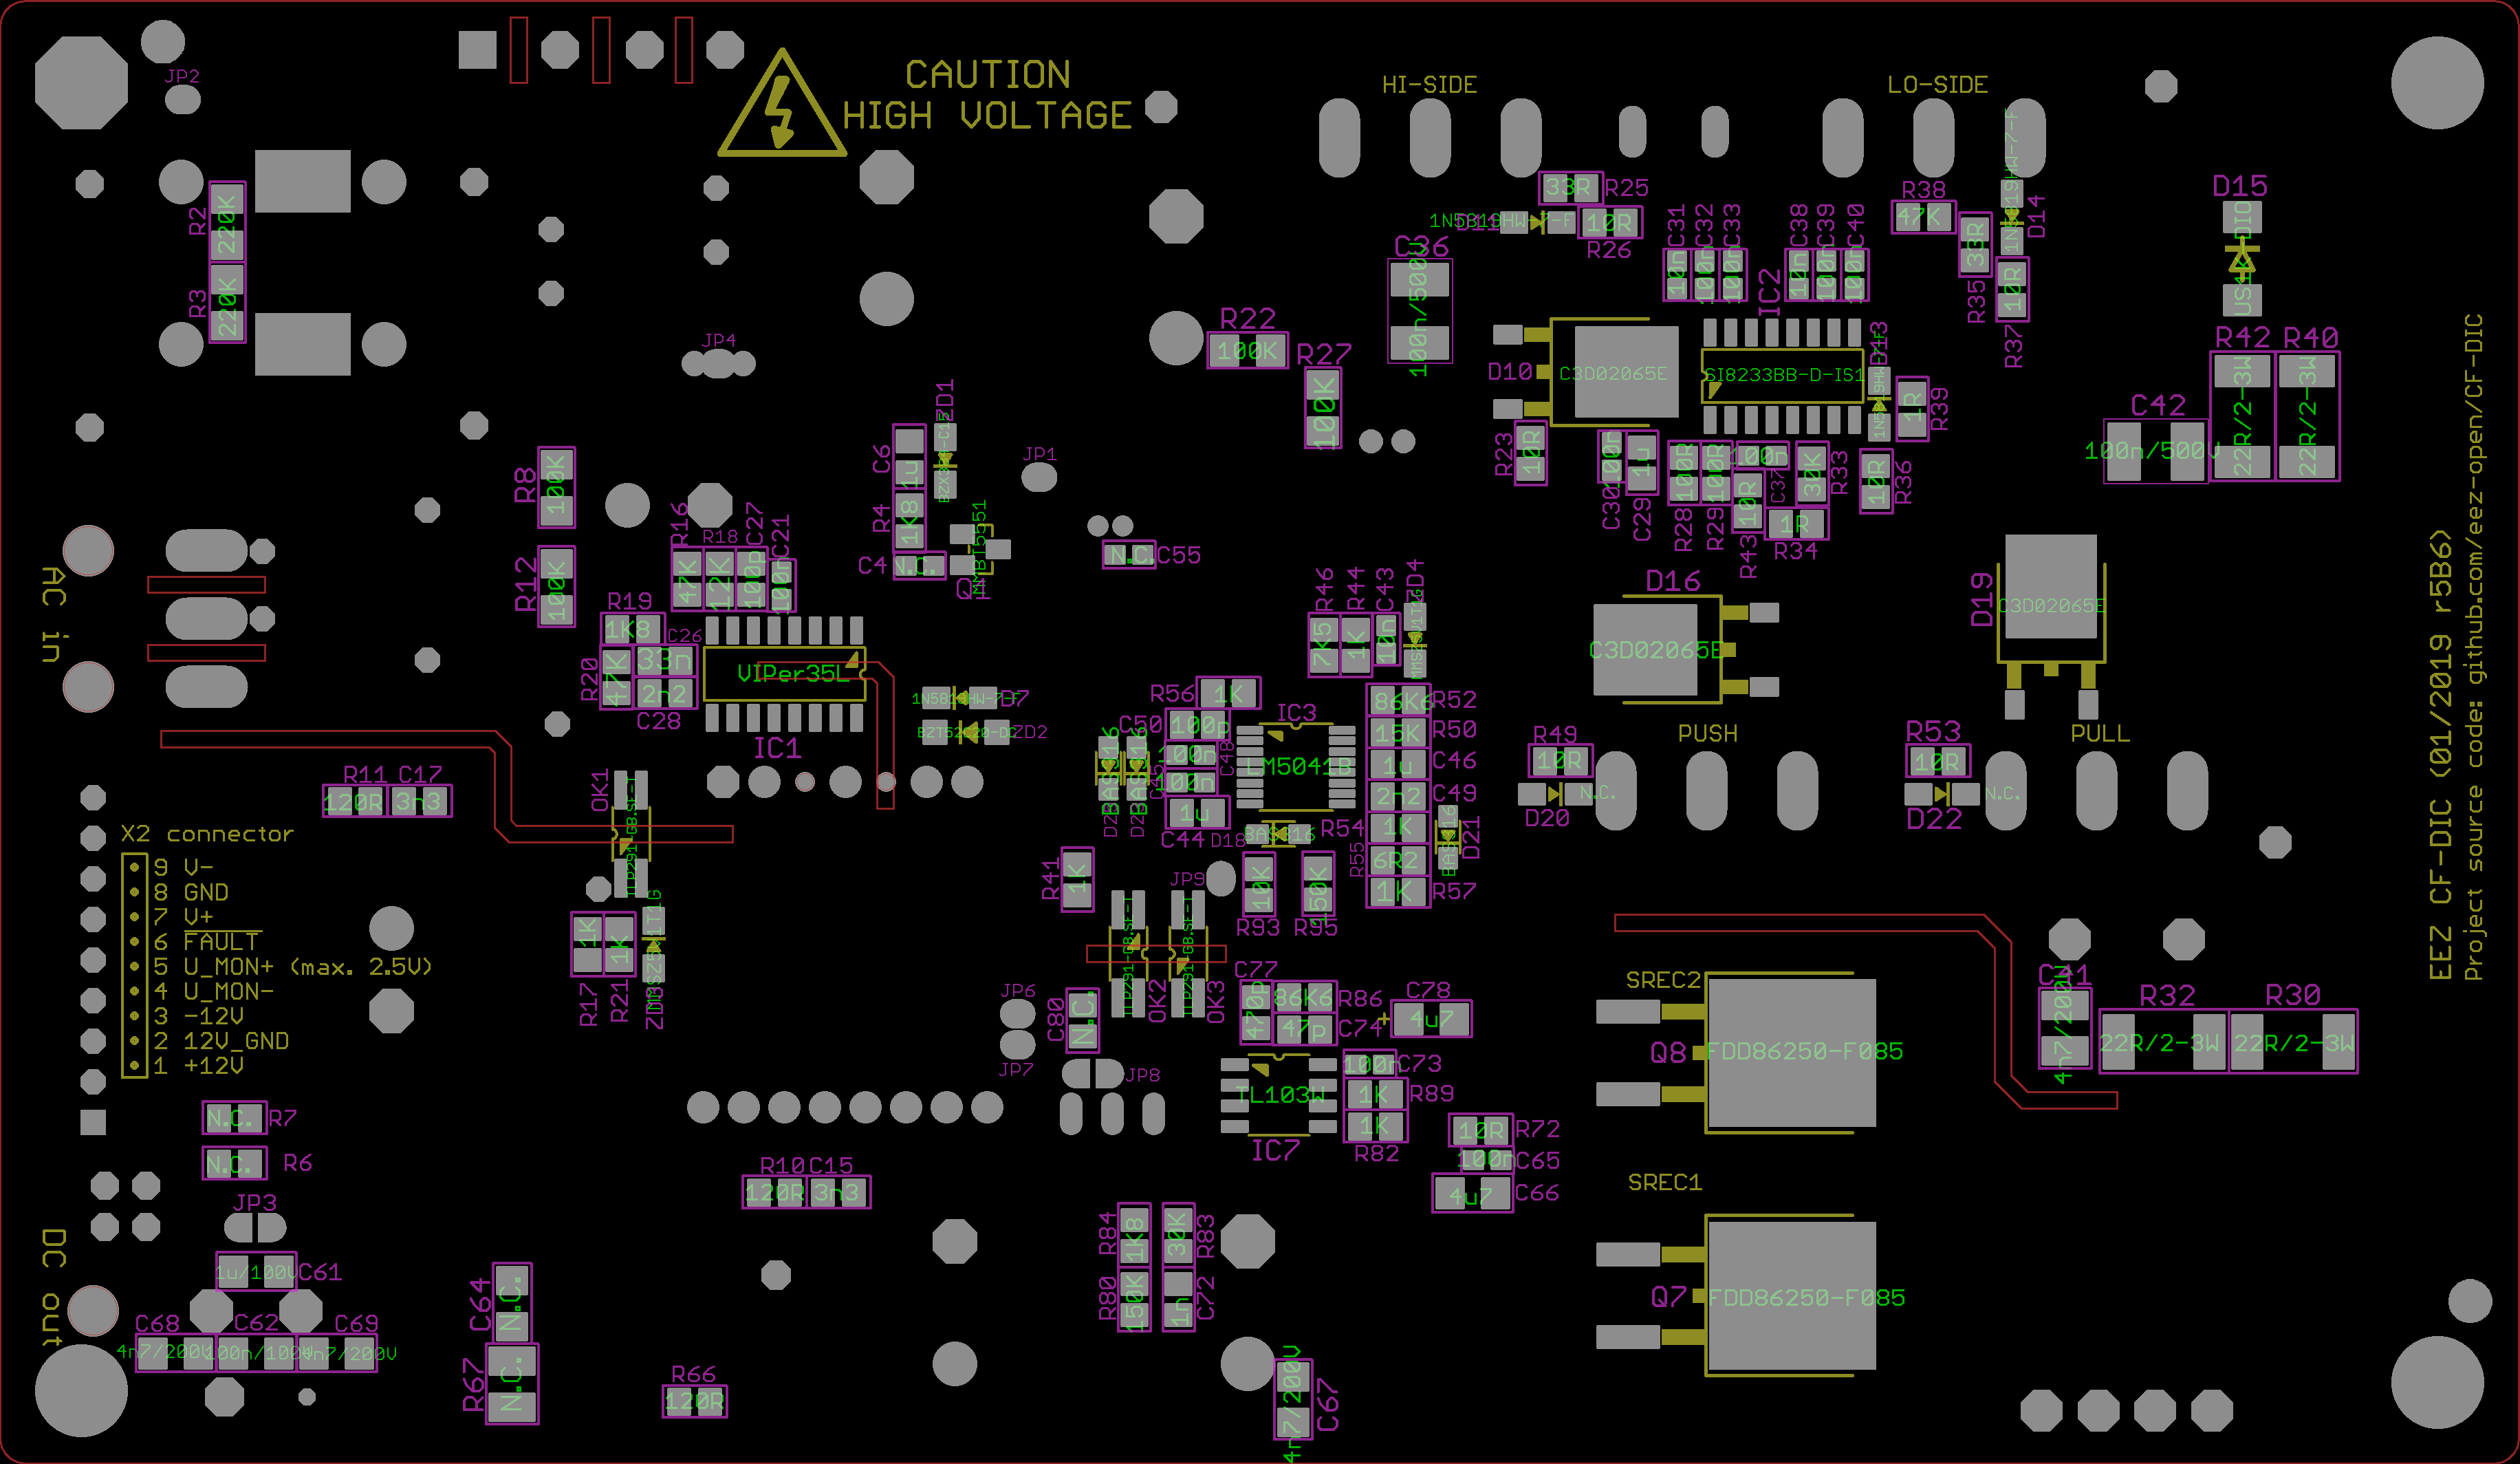 CAUTION
HIGH VOLTAGE
HI-SIDE
LO-SIDE
JP2
R2
220K
R3
220K
JP4
33R
R25
D11
1N5819HW-7-F
10R
R26
C36
100n/500V
C31
C32
C33
10n
100n
100n
IC2
C38
C39
C40
10n
100n
100n
R38
47K
1N5819HW-7-F
D14
33R
R35
10R
R37
D15
R22
100K
R27
100K
D10
C3D02065E
SI8233BB-D-IS1
D13
1R
R39
R42
R40
22R/2-3W
22R/2-3W
C42
100n/500V
R23
10R
100n
1u
C30
C29
100R
100R
R28
R29
100n
C37
10R
R43
30K
R33
1R
R34
10R
R36
R8
100K
R12
100K
C6
1u
ZD1
R4
1K8
C4
N.C.
Q1
JP1
N.C.
C55
R16
R18
C27
C21
47K
12K
100p
100n
R19
1K8
C26
33n
R20
47K
2n2
C28
VIPer35L
IC1
1N5819HW-7-F
D7
BZT52C20-DC
ZD2
AC in
R46
R44
C43
7K5
1K
10n
D16
C3D02065E
D19
C3D02065E
PUSH
PULL
R56
1K
C50
100p
100n
C48
100n
1u
C44
IC3
LM5041B
D18
BAS516
86K6
R52
15K
R50
1u
C46
2n2
C49
1K
R54
6R2
R55
1K
R57
D21
BAS516
R49
10R
D20
N.C.
R53
10R
D22
N.C.
R11
C17
120R
3n3
OK1
X2 connector
9 V-
8 GND
7 V+
6 FAULT
5 U_MON+ (max. 2.5V)
4 U_MON-
3 -12V
2 12V_GND
1 +12V
R41
1K
JP9
10K
R93
150K
R95
1K
R17
1K
R21
OK2
OK3
JP6
JP7
C80
N.C.
JP8
C77
470p
86K6
R86
47p
C74
C78
4u7
100n
C73
TL103W
IC7
1K
R89
1K
R82
10R
R72
100n
C65
4u7
C66
SREC2
Q8
FDD86250-F085
SREC1
Q7
FDD86250-F085
C41
4n7/200V
R32
22R/2-3W
R30
22R/2-3W
N.C.
R7
N.C.
R6
JP3
1u/100V
C61
DC out
C68
C62
C69
4n7/200V
100n/100V
4n7/200V
R10
C15
120R
3n3
C64
N.C.
R67
N.C.
R66
120R
R84
1K8
30K
R83
R80
150K
1n
C72
4n7/200V
C67
EEZ CF-DIC (01/2019 r5B6)
Project source code: github.com/eez-open/CF-DIC